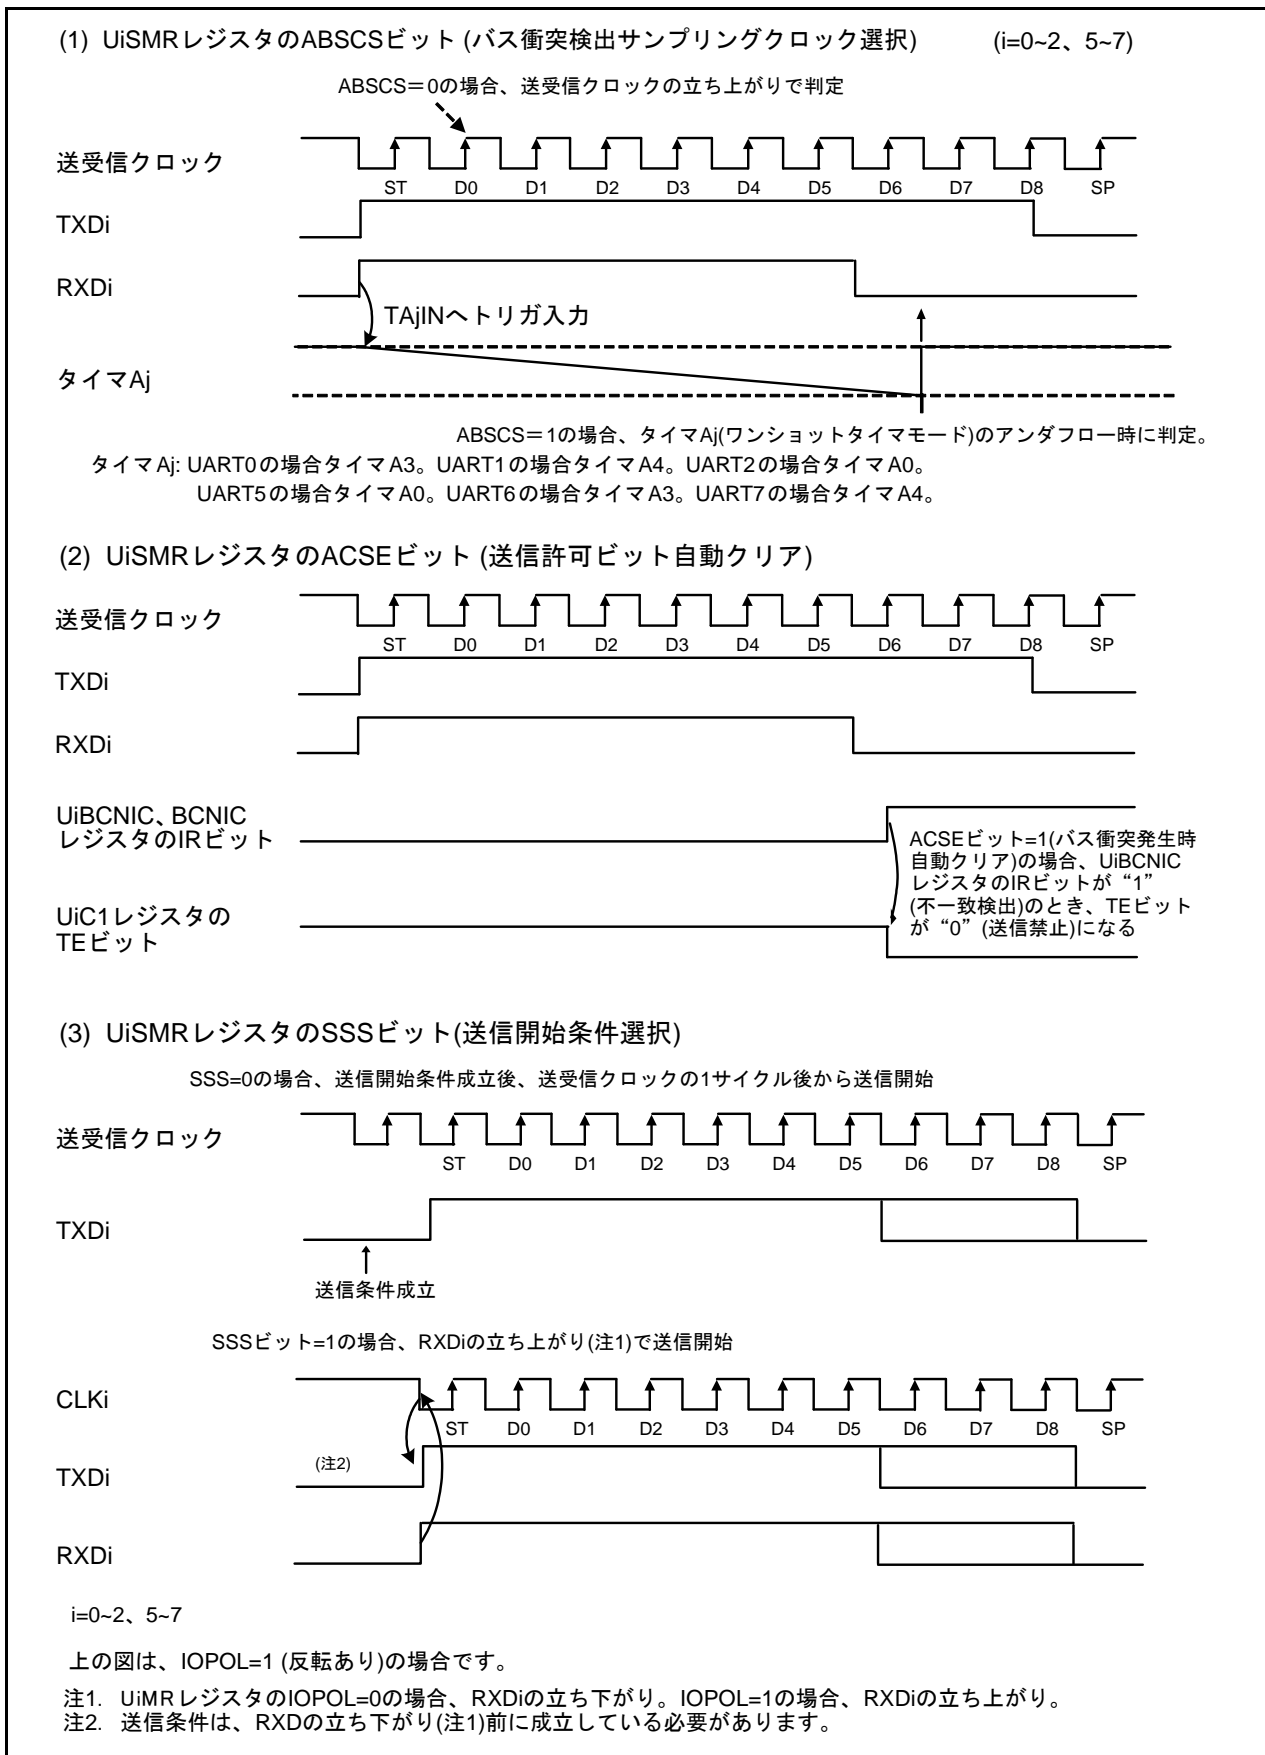 (1) UiSMRレジスタのABSCSビット (バス衝突検出サンプリングクロック選択) (i=0~2、5~7)
ABSCS＝0の場合、送受信クロックの立ち上がりで判定
送受信クロック
ST D0 D1 D2 D3 D4 D5 D6 D7 D8 SP
TXDi
RXDi
TAjINへトリガ入力
タイマAj
ABSCS＝1の場合、タイマAj(ワンショットタイマモード)のアンダフロー時に判定。
タイマAj: UART0の場合タイマA3。UART1の場合タイマA4。UART2の場合タイマA0。
UART5の場合タイマA0。UART6の場合タイマA3。UART7の場合タイマA4。
(2) UiSMRレジスタのACSEビット (送信許可ビット自動クリア)
送受信クロック
ST D0 D1 D2 D3 D4 D5 D6 D7 D8 SP
TXDi
RXDi
UiBCNIC、BCNIC
レジスタのIRビット
ACSEビット=1(バス衝突発生時
自動クリア)の場合、UiBCNIC
レジスタのIRビットが“1”
(不一致検出)のとき、TEビット
が“0”(送信禁止)になる
UiC1レジスタの
TEビット
(3) UiSMRレジスタのSSSビット(送信開始条件選択)
SSS=0の場合、送信開始条件成立後、送受信クロックの1サイクル後から送信開始
送受信クロック
ST D0 D1 D2 D3 D4 D5 D6 D7 D8 SP
TXDi
送信条件成立
SSSビット=1の場合、RXDiの立ち上がり(注1)で送信開始
CLKi
ST D0 D1 D2 D3 D4 D5 D6 D7 D8 SP
(注2)
TXDi
RXDi
i=0~2、5~7
上の図は、IOPOL=1 (反転あり)の場合です。
注1. UiMRレジスタのIOPOL=0の場合、RXDiの立ち下がり。IOPOL=1の場合、RXDiの立ち上がり。
注2. 送信条件は、RXDの立ち下がり(注1)前に成立している必要があります。